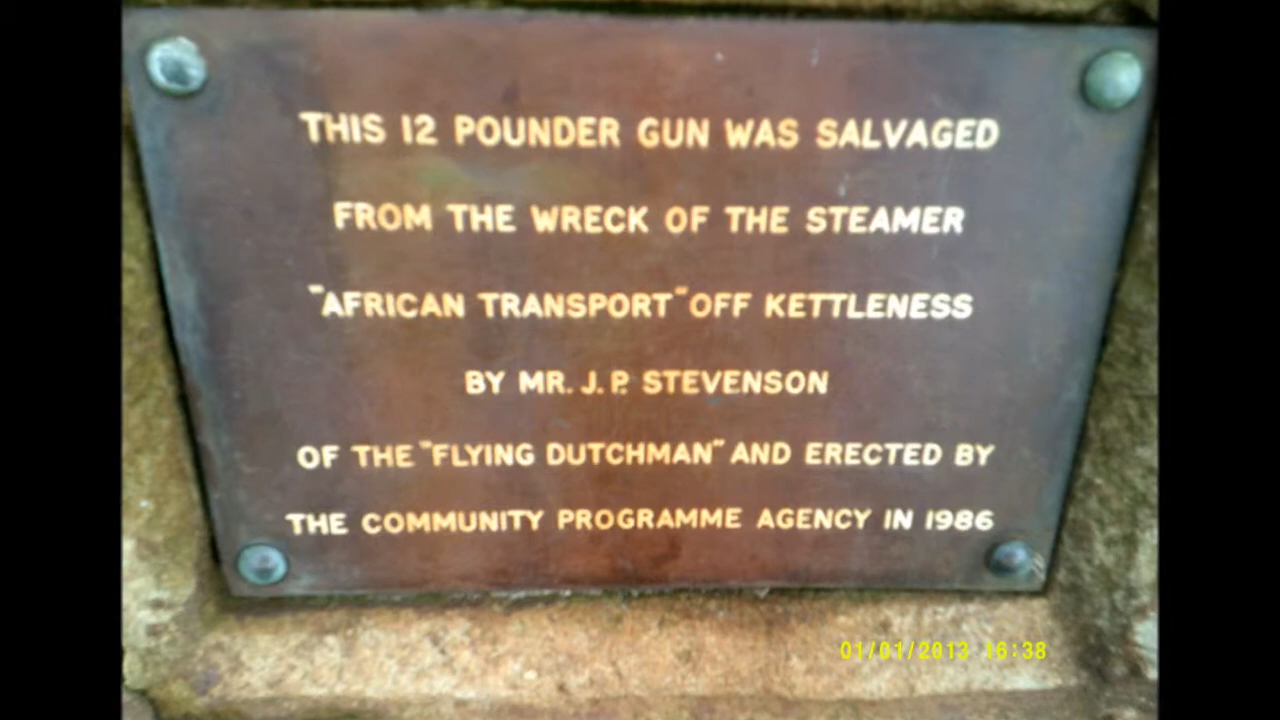 THIS 12 POUNDER GUN WAS SALVAGED
FROM THE WRECK OF THE STEAMER
"AFRICAN TRANSPORT" OFF KETTLENESS
BY MR. J. P. STEVENSON
OF THE "FLYING DUTCHMAN" AND ERECTED BY
THE COMMUNITY PROGRAMME AGENCY IN 1986
01/01/2013 16:38